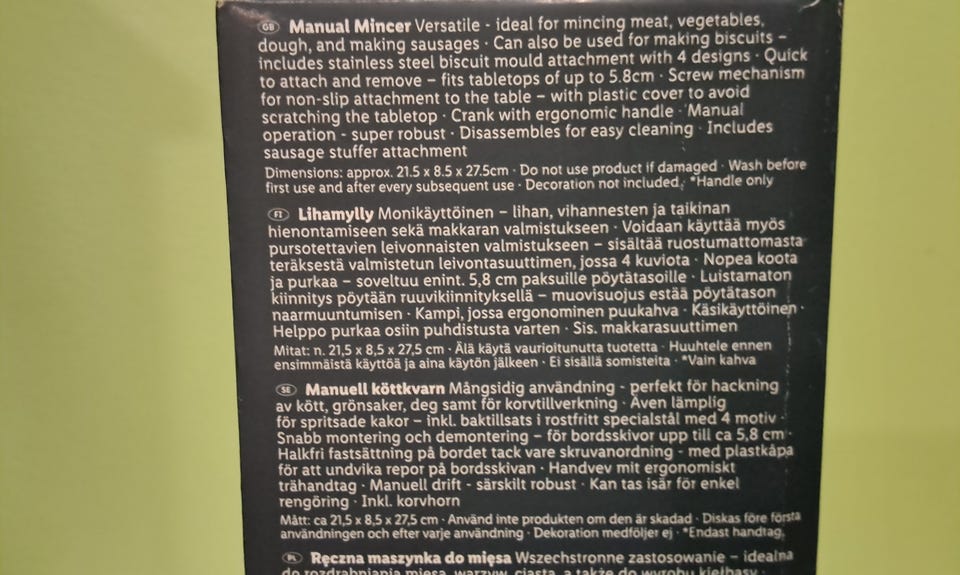 GB Manual Mincer Versatile - ideal for mincing meat, vegetables,
dough, and making sausages · Can also be used for making biscuits –
includes stainless steel biscuit mould attachment with 4 designs · Quick
to attach and remove – fits tabletops of up to 5.8cm · Screw mechanism
for non-slip attachment to the table – with plastic cover to avoid
scratching the tabletop · Crank with ergonomic handle · Manual
operation - super robust · Disassembles for easy cleaning · Includes
sausage stuffer attachment
Dimensions: approx. 21.5 x 8.5 x 27.5cm · Do not use product if damaged · Wash before
first use and after every subsequent use · Decoration not included. *Handle only
FI Lihamylly Monikäyttöinen – lihan, vihannesten ja taikinan
hienontamiseen sekä makkaran valmistukseen · Voidaan käyttää myös
pursotettavien leivonnaisten valmistukseen – sisältää ruostumattomasta
teräksestä valmistetun leivontasuuttimen, jossa 4 kuviota · Nopea koota
ja purkaa – soveltuu enint. 5,8 cm paksuille pöytätasoille · Luistamaton
kiinnitys pöytään ruuvikiinnityksellä – muovisuojus estää pöytätason
naarmuuntumisen · Kampi, jossa ergonominen puukahva · Käsikäyttöinen ·
Helppo purkaa osiin puhdistusta varten · Sis. makkarasuuttimen
Mitat: n. 21,5 x 8,5 x 27,5 cm · Älä käytä vaurioitunutta tuotetta · Huuhtele ennen
ensimmäistä käyttöä ja aina käytön jälkeen · Ei sisällä somisteita · *Vain kahva
SE Manuell köttkvarn Mångsidig användning - perfekt för hackning
av kött, grönsaker, deg samt för korvtillverkning · Även lämplig
för spritsade kakor – inkl. baktillsats i rostfritt specialstål med 4 motiv ·
Snabb montering och demontering – för bordsskivor upp till ca 5,8 cm ·
Halkfri fastsättning på bordet tack vare skruvanordning - med plastkåpa
för att undvika repor på bordsskivan · Handvev mit ergonomiskt
trähandtag · Manuell drift - särskilt robust · Kan tas isär för enkel
rengöring · Inkl. korvhorn
Mått: ca 21,5 x 8,5 x 27,5 cm · Använd inte produkten om den är skadad · Diskas före första
användningen och efter varje användning · Dekoration medföljer ej · *Endast handtag.
PL Ręczna maszynka do mięsa Wszechstronne zastosowanie – idealna
do rozdrabniania mięsa, warzyw, ciasta, a także do wyrobu kiełbasy ·